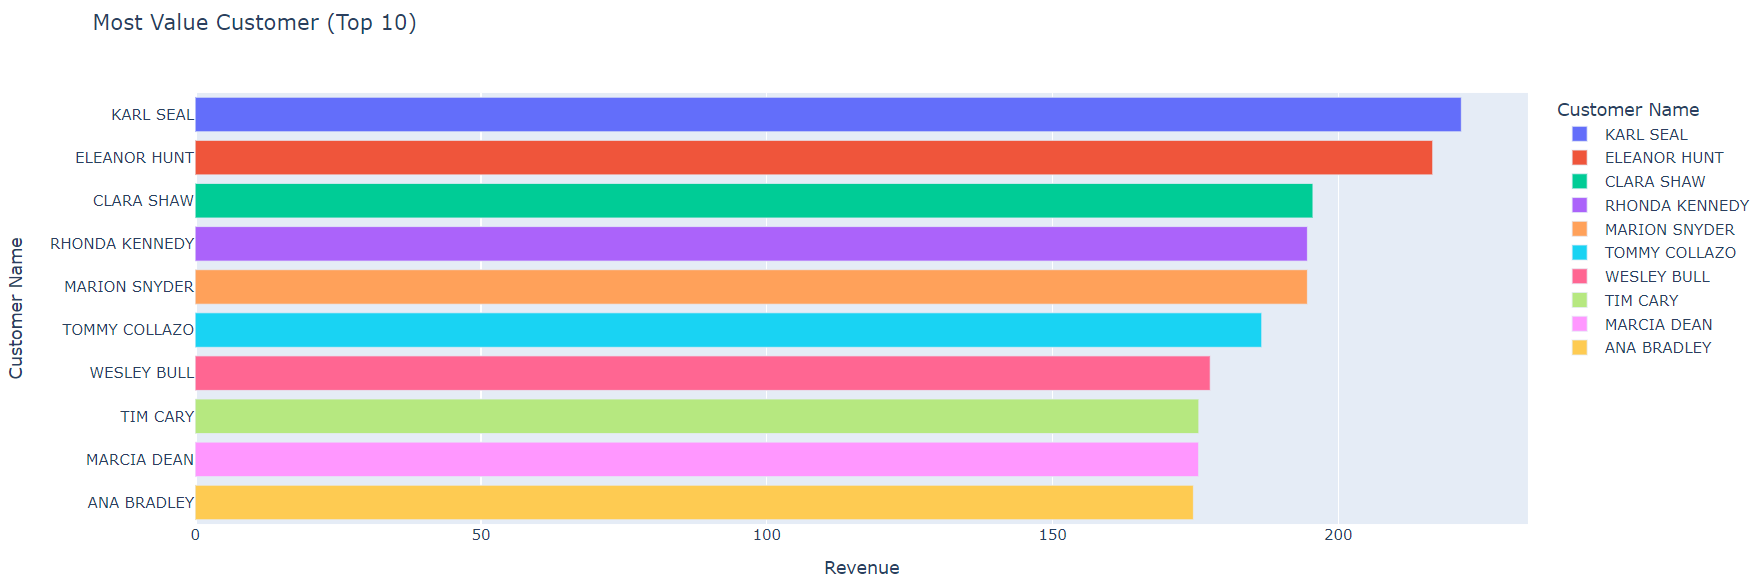 Most Value Customer (Top 10)
Customer Name
KARL SEAL
ELEANOR HUNT
CLARA SHAW
RHONDA KENNEDY
MARION SNYDER
TOMMY COLLAZO
WESLEY BULL
TIM CARY
MARCIA DEAN
ANA BRADLEY
0 50 100 150 200
Revenue
Customer Name
KARL SEAL
ELEANOR HUNT
CLARA SHAW
RHONDA KENNEDY
MARION SNYDER
TOMMY COLLAZO
WESLEY BULL
TIM CARY
MARCIA DEAN
ANA BRADLEY